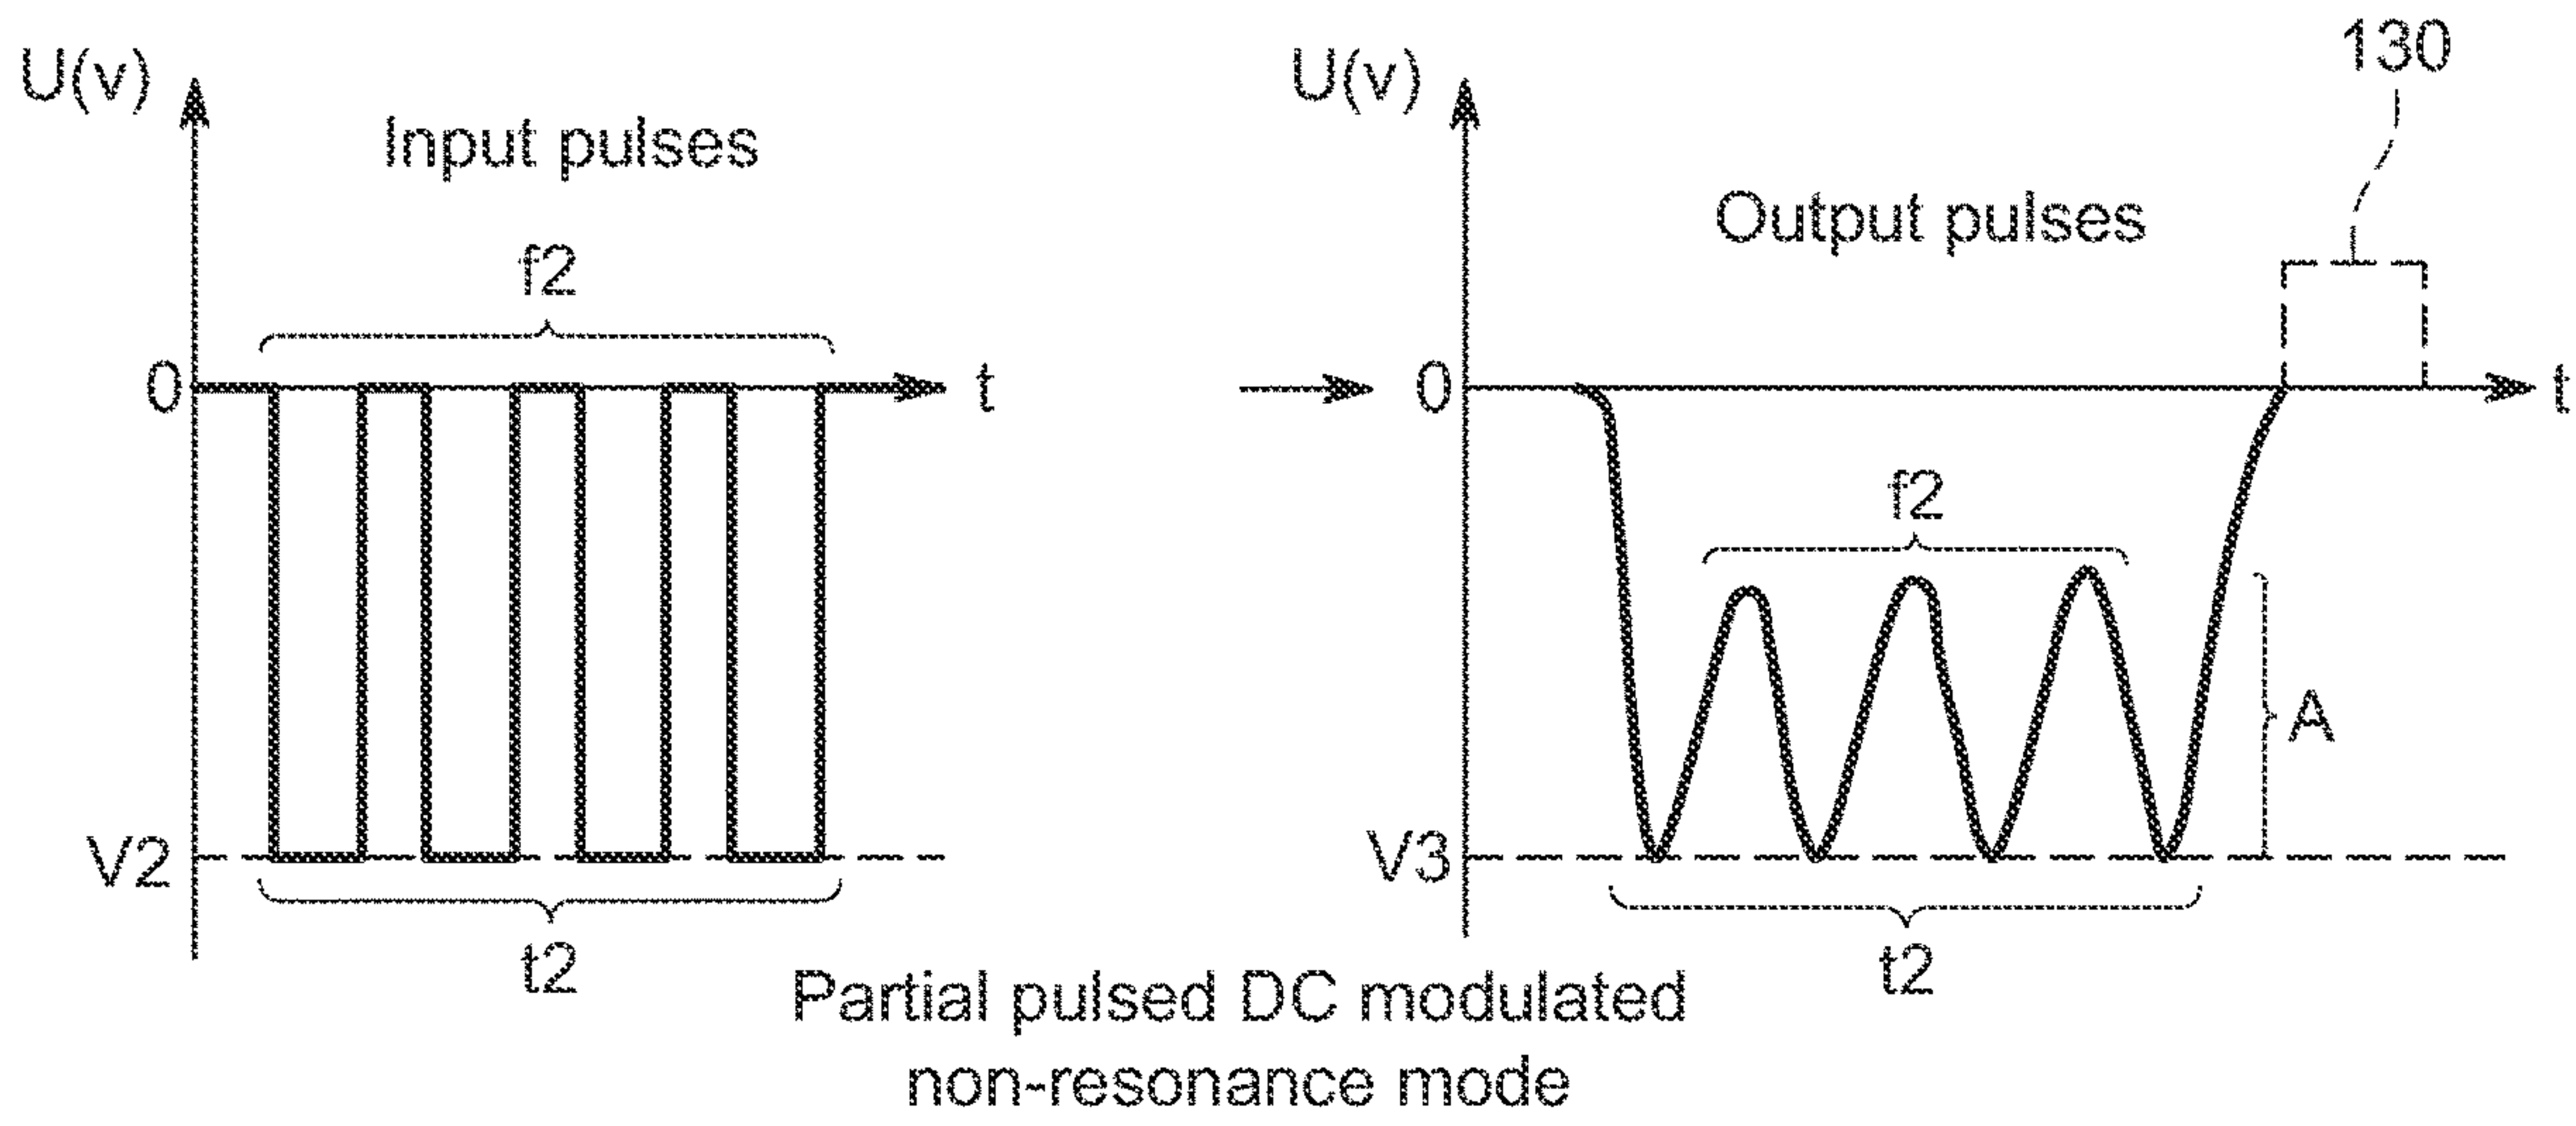 U(v)
Input pulses
f2
0
t
V2
t2
U(v)
130
Output pulses
0
t
f2
A
V3
t2
Partial pulsed DC modulated
non-resonance mode